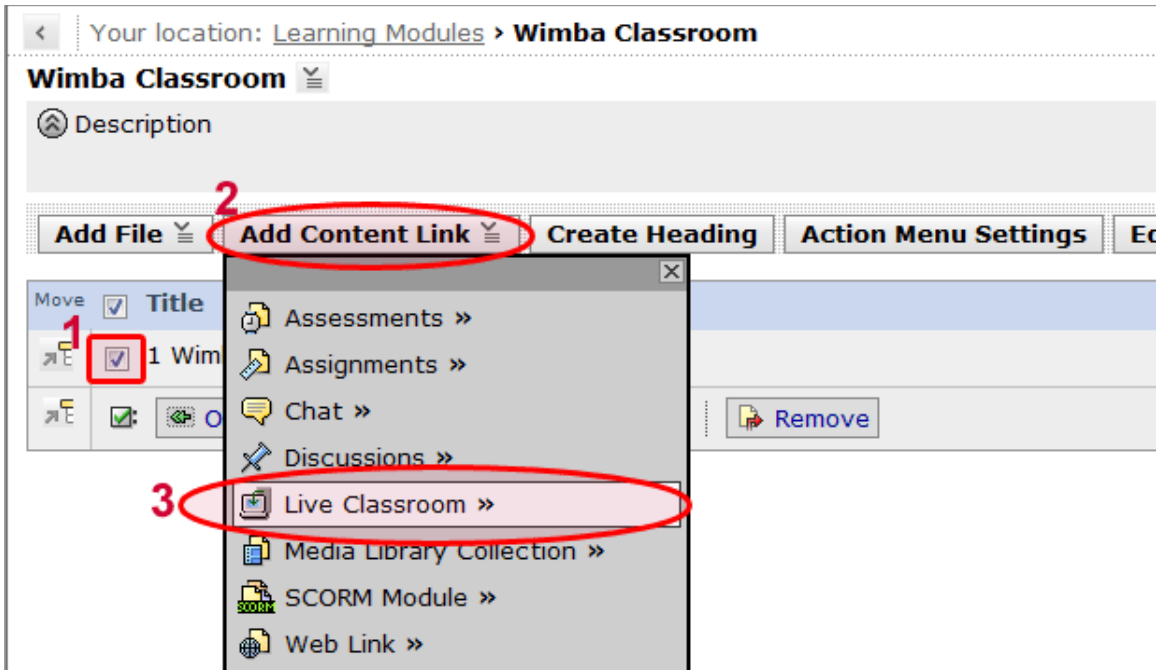 Your location: Learning Modules › Wimba Classroom
Wimba Classroom
Description
2
Add File Add Content Link Create Heading Action Menu Settings
Move Title
1
1
Assessments »
Assignments »
Chat »
Discussions »
3 Live Classroom »
Media Library Collection »
SCORM SCORM Module »
Web Link »
Remove